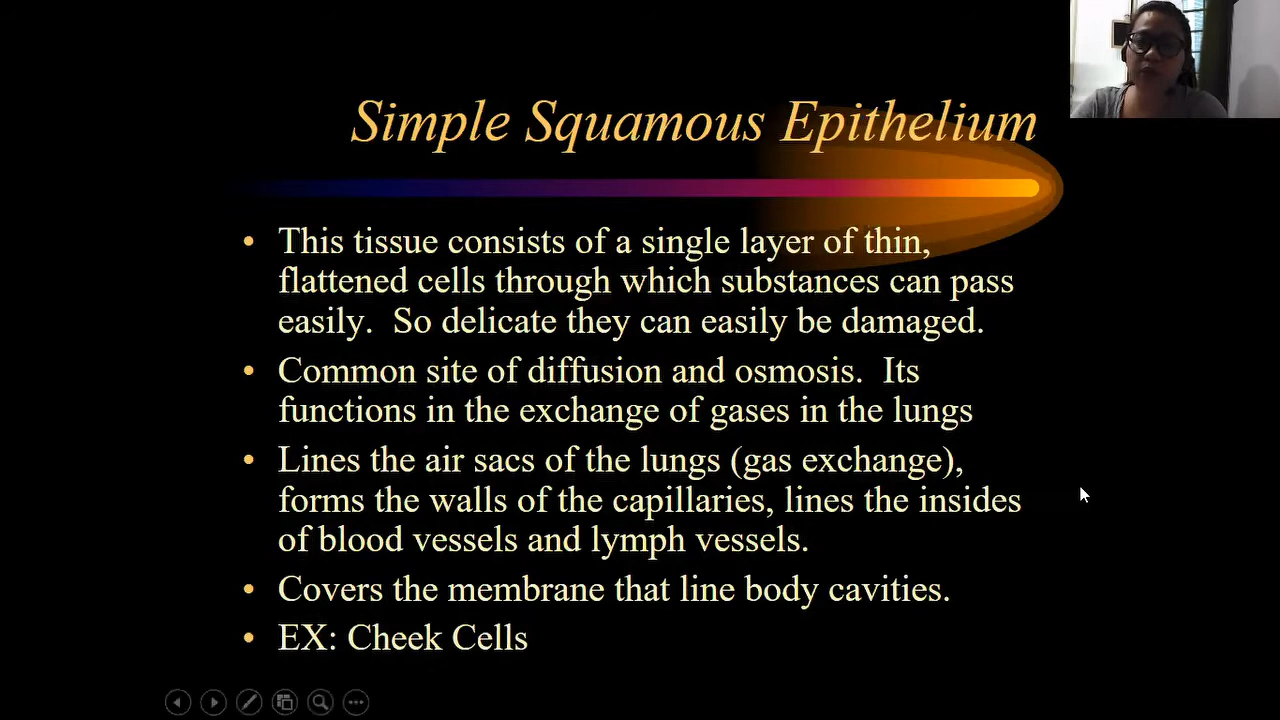 Simple Squamous Epithelium
• This tissue consists of a single layer of thin,
flattened cells through which substances can pass
easily.  So delicate they can easily be damaged.
• Common site of diffusion and osmosis.  Its
functions in the exchange of gases in the lungs
• Lines the air sacs of the lungs (gas exchange),
forms the walls of the capillaries, lines the insides
of blood vessels and lymph vessels.
• Covers the membrane that line body cavities.
• EX: Cheek Cells